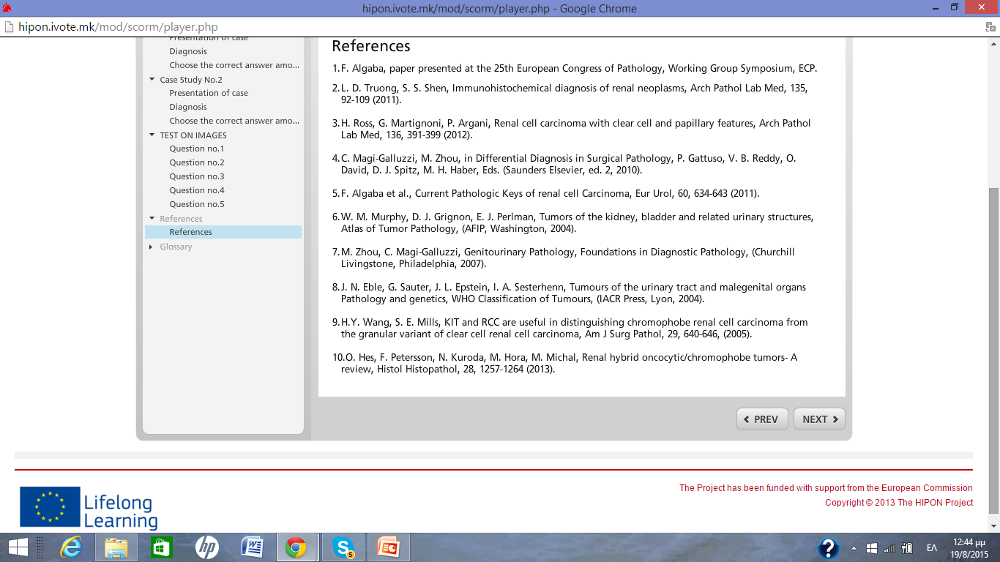 hipon.ivote.mk/mod/scorm/player.php - Google Chrome
hipon.ivote.mk/mod/scorm/player.php
Presentation of case
Diagnosis
Choose the correct answer amo...
Case Study No.2
Presentation of case
Diagnosis
Choose the correct answer amo...
TEST ON IMAGES
Question no.1
Question no.2
Question no.3
Question no.4
Question no.5
References
References
Glossary
References
1.F. Algaba, paper presented at the 25th European Congress of Pathology, Working Group Symposium, ECP.
2.L. D. Truong, S. S. Shen, Immunohistochemical diagnosis of renal neoplasms, Arch Pathol Lab Med, 135,
92-109 (2011).
3.H. Ross, G. Martignoni, P. Argani, Renal cell carcinoma with clear cell and papillary features, Arch Pathol
Lab Med, 136, 391-399 (2012).
4.C. Magi-Galluzzi, M. Zhou, in Differential Diagnosis in Surgical Pathology, P. Gattuso, V. B. Reddy, O.
David, D. J. Spitz, M. H. Haber, Eds. (Saunders Elsevier, ed. 2, 2010).
5.F. Algaba et al., Current Pathologic Keys of renal cell Carcinoma, Eur Urol, 60, 634-643 (2011).
6.W. M. Murphy, D. J. Grignon, E. J. Perlman, Tumors of the kidney, bladder and related urinary structures,
Atlas of Tumor Pathology, (AFIP, Washington, 2004).
7.M. Zhou, C. Magi-Galluzzi, Genitourinary Pathology, Foundations in Diagnostic Pathology, (Churchill
Livingstone, Philadelphia, 2007).
8.J. N. Eble, G. Sauter, J. L. Epstein, I. A. Sesterhenn, Tumours of the urinary tract and malegenital organs
Pathology and genetics, WHO Classification of Tumours, (IACR Press, Lyon, 2004).
9.H.Y. Wang, S. E. Mills, KIT and RCC are useful in distinguishing chromophobe renal cell carcinoma from
the granular variant of clear cell renal cell carcinoma, Am J Surg Pathol, 29, 640-646, (2005).
10.O. Hes, F. Petersson, N. Kuroda, M. Hora, M. Michal, Renal hybrid oncocytic/chromophobe tumors- A
review, Histol Histopathol, 28, 1257-1264 (2013).
PREV
NEXT
The Project has been funded with support from the European Commission
Copyright © 2013 The HIPON Project
Lifelong
Learning
hp
5
ΕΛ
12:44 μμ
19/8/2015